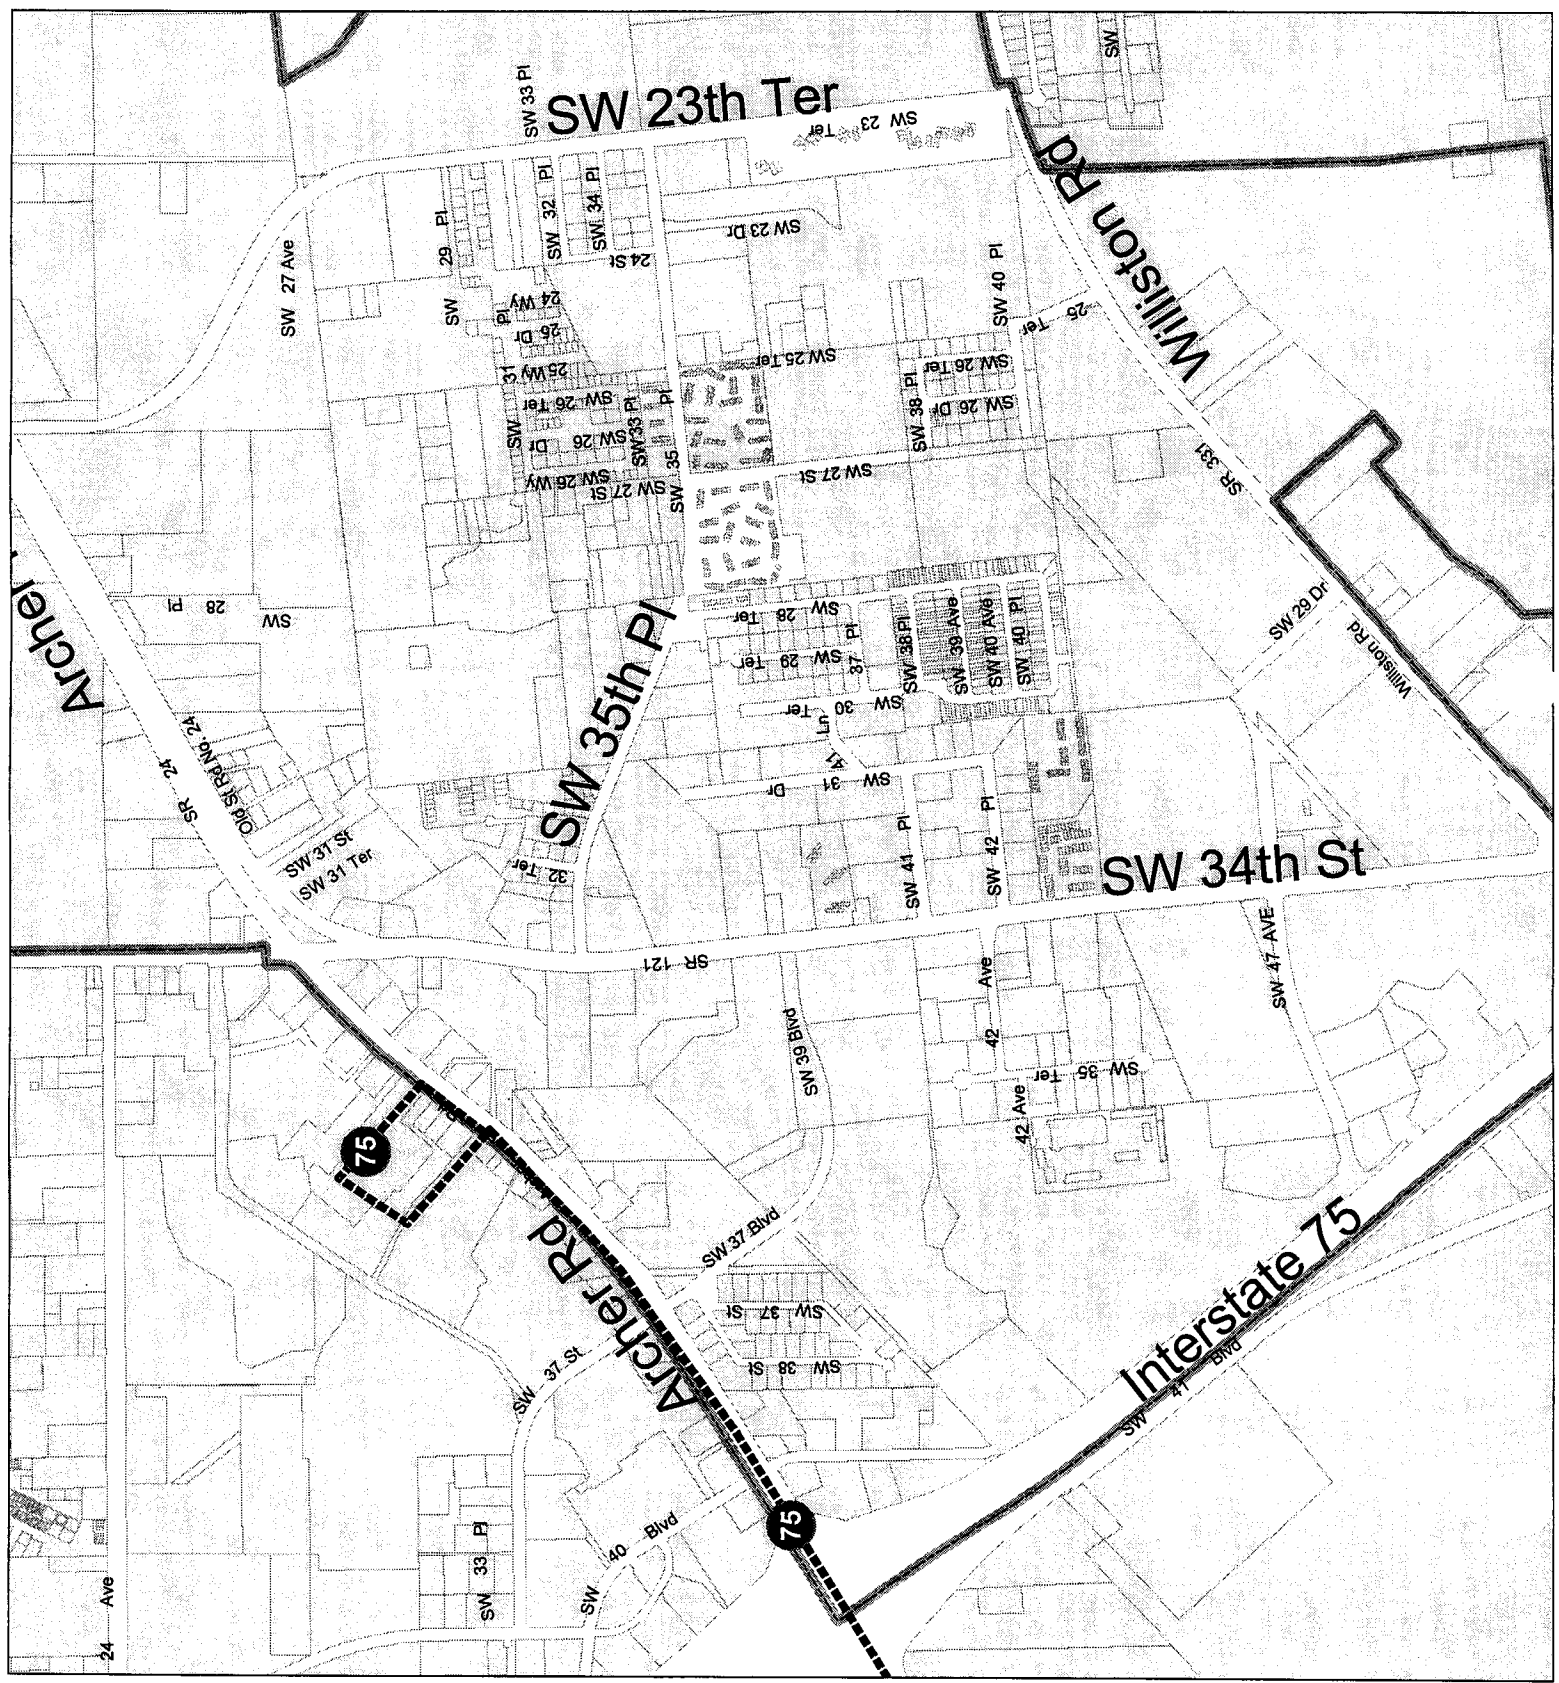 SW
SW 33 Pl
SW 23th Ter
SW 23
Ter
SW 32 Pl
SW 34 Pl
Williston Rd
SW 29 Pl
SW 23 Dr
24 St
SW 27 Ave
SW 40 Pl
24 Wy
26 Dr
25 Wy
SW 31 Pl
25 Ter
SW 25 Ter
SW 26 Ter
SW 26 Ter
SW 26 Dr
SW 33 Pl
SW 38 Pl
SW 26 Dr
SW 26 Wy
SW 27 St
SW 35 Pl
SW 27 St
SR 331
Archer
SW 28 Pl
SW 35th Pl
SW 28 Ter
SW 29 Ter
37 Pl
SW 38 Pl
SW 39 Ave
SW 40 Ave
SW 40 Pl
SW 29 Dr
Williston Rd
SW 30 Ter
41 Ln
SR 24
Old St Rd No. 24
SW 31 Dr
SW 31 St
SW 31 Ter
32 Ter
SW 41 Pl
SW 42 Pl
SW 34th St
SR 121
42 Ave
SW 47 AVE
SW 39 Blvd
SW 35 Ter
42 Ave
75
Archer Rd
SW 37 Blvd
SW 37 St
SW 38 St
Interstate 75
SW 41 Blvd
SW 37 St
75
SW 40 Blvd
SW 33 Pl
24 Ave